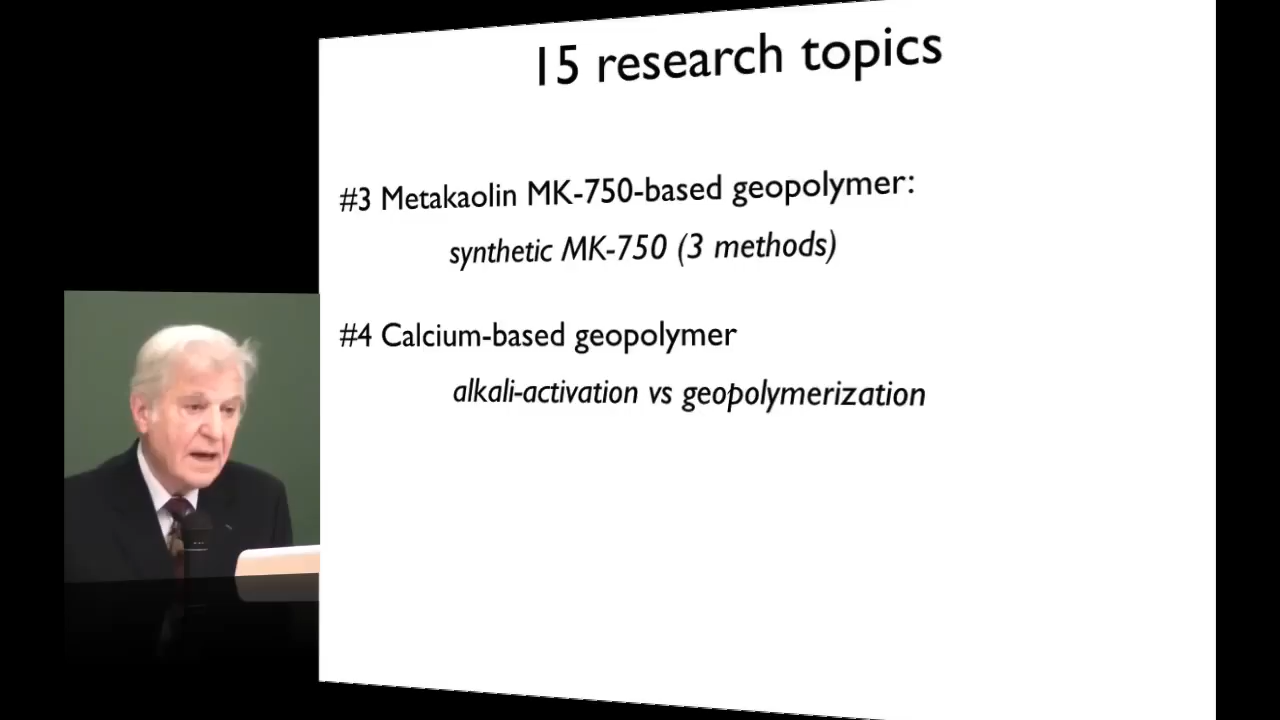 15 research topics
#3 Metakaolin MK-750-based geopolymer:
synthetic MK-750 (3 methods)
#4 Calcium-based geopolymer
alkali-activation vs geopolymerization